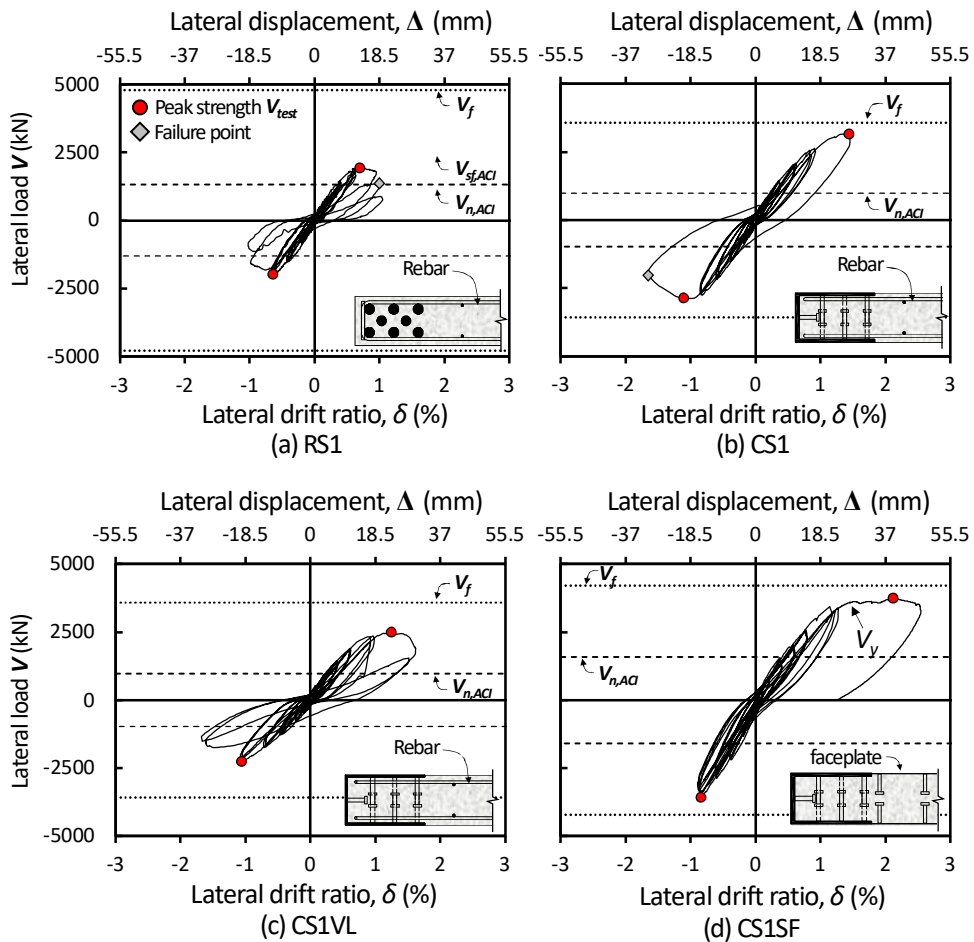 Lateral displacement, Δ (mm)
-55.5 -37 -18.5 0 18.5 37 55.5
5000
2500
0
-2500
-5000
Lateral load V (kN)
Peak strength V_test
Failure point
V_f
V_sf,ACI
V_n,ACI
Rebar
-3 -2 -1 0 1 2 3
Lateral drift ratio, δ (%)
(a) RS1
Lateral displacement, Δ (mm)
-55.5 -37 -18.5 0 18.5 37 55.5
V_f
V_n,ACI
Rebar
-3 -2 -1 0 1 2 3
Lateral drift ratio, δ (%)
(b) CS1
Lateral displacement, Δ (mm)
-55.5 -37 -18.5 0 18.5 37 55.5
5000
2500
0
-2500
-5000
Lateral load V (kN)
V_f
V_n,ACI
Rebar
-3 -2 -1 0 1 2 3
Lateral drift ratio, δ (%)
(c) CS1VL
Lateral displacement, Δ (mm)
-55.5 -37 -18.5 0 18.5 37 55.5
V_f
V_y
V_n,ACI
faceplate
-3 -2 -1 0 1 2 3
Lateral drift ratio, δ (%)
(d) CS1SF